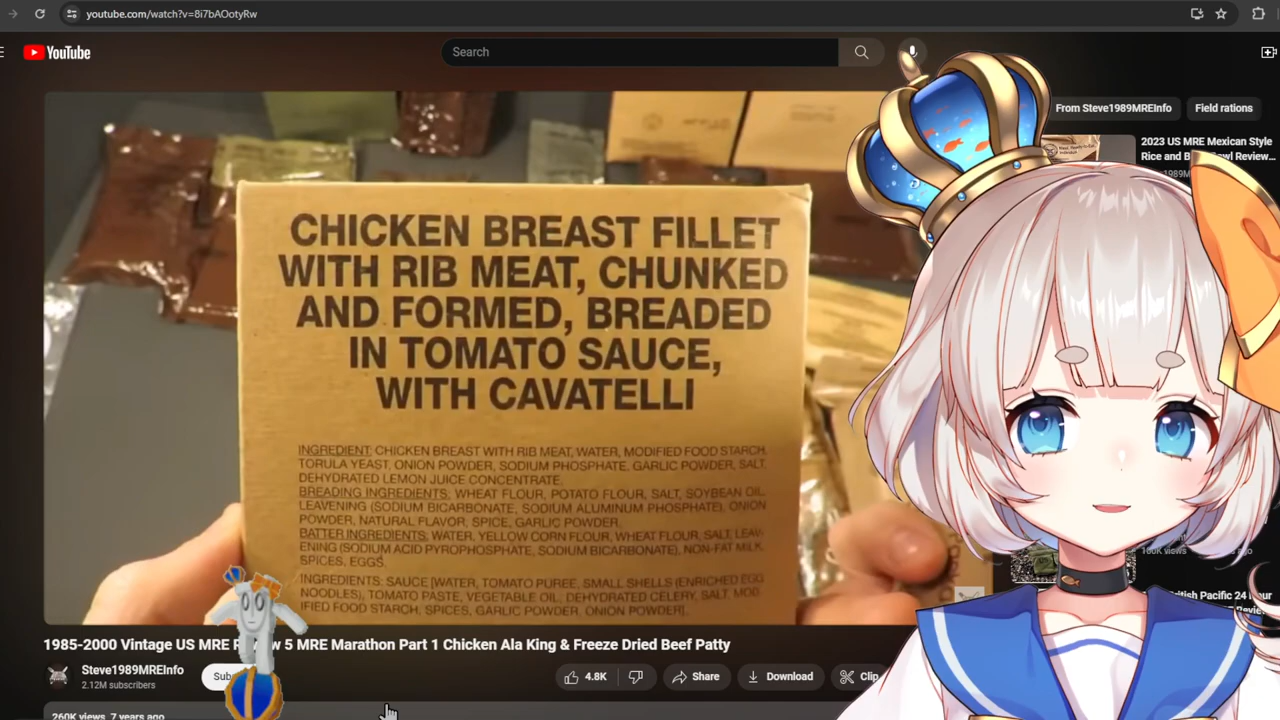 youtube.com/watch?v=8i7bAOotyRw
YouTube
Search
From Steve1989MREInfo
Field rations
2023 US MRE Mexican Style
Rice and
Bowl Review...
CHICKEN BREAST FILLET
WITH RIB MEAT, CHUNKED
AND FORMED, BREADED
IN TOMATO SAUCE,
WITH CAVATELLI
INGREDIENT: CHICKEN BREAST WITH RIB MEAT, WATER, MODIFIED FOOD STARCH,
TORULA YEAST, ONION POWDER, SODIUM PHOSPHATE, GARLIC POWDER, SALT,
DEHYDRATED LEMON JUICE CONCENTRATE.
BREADING INGREDIENTS: WHEAT FLOUR, POTATO FLOUR, SALT, SOYBEAN OIL,
LEAVENING (SODIUM BICARBONATE, SODIUM ALUMINUM PHOSPHATE), ONION
POWDER, NATURAL FLAVOR, SPICE, GARLIC POWDER.
BATTER INGREDIENTS: WATER, YELLOW CORN FLOUR, WHEAT FLOUR, SALT, LEAV-
ENING (SODIUM ACID PYROPHOSPHATE, SODIUM BICARBONATE), NON-FAT MILK,
SPICES, EGGS.
INGREDIENTS: SAUCE [WATER, TOMATO PUREE, SMALL SHELLS (ENRICHED EGG
NOODLES), TOMATO PASTE, VEGETABLE OIL, DEHYDRATED CELERY, SALT, MOD-
IFIED FOOD STARCH, SPICES, GARLIC POWDER, ONION POWDER].
British Pacific 24
1985-2000 Vintage US MRE 5 MRE Marathon Part 1 Chicken Ala King & Freeze Dried Beef Patty
Steve1989MREInfo
2.12M subscribers
4.8K
Share
Download
Clip
260K views 7 years ago